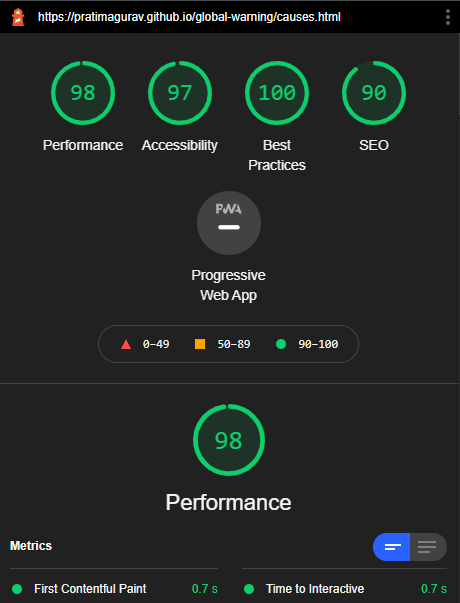 https://pratimagurav.github.io/global-warning/causes.html
98 97 100 90
Performance Accessibility Best Practices SEO
PWA
Progressive
Web App
0–49 50–89 90–100
98
Performance
Metrics
First Contentful Paint 0.7 s Time to Interactive 0.7 s